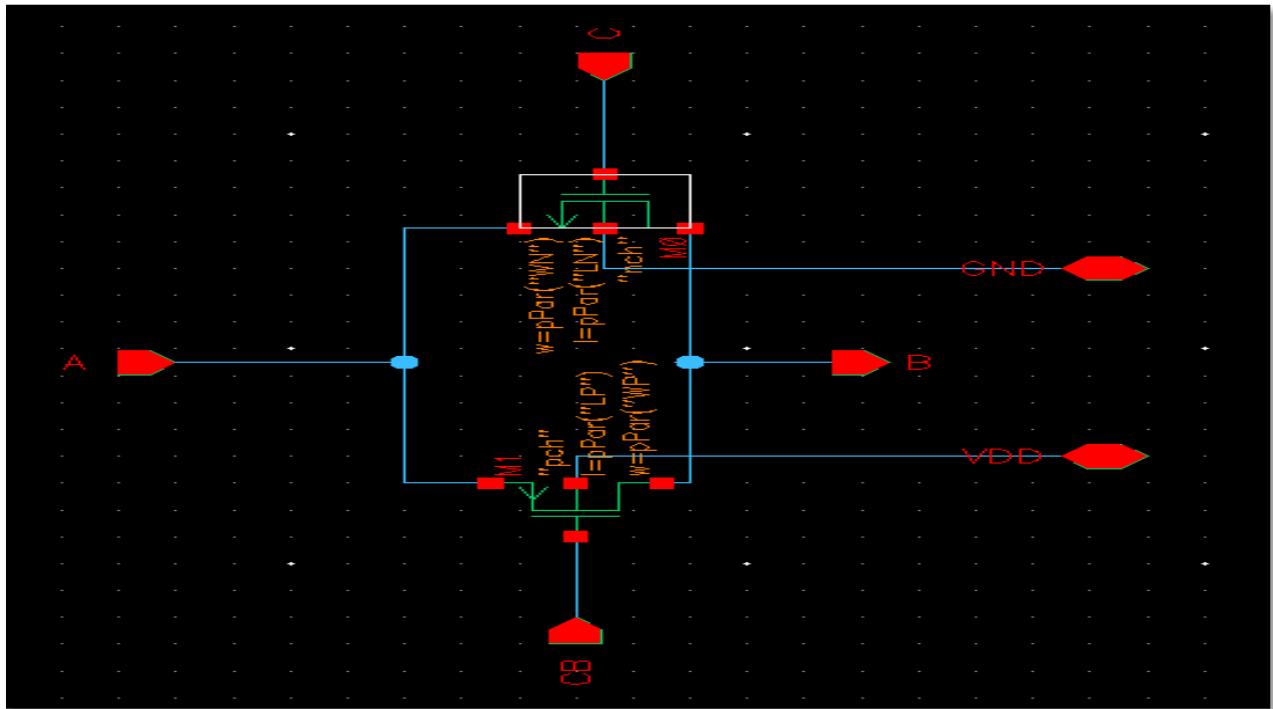 C
w=pPar("WN")
l=pPar("LN")
"nch"
M0
GND
A
B
M1
"pch"
l=pPar("LP")
w=pPar("WP")
VDD
CB